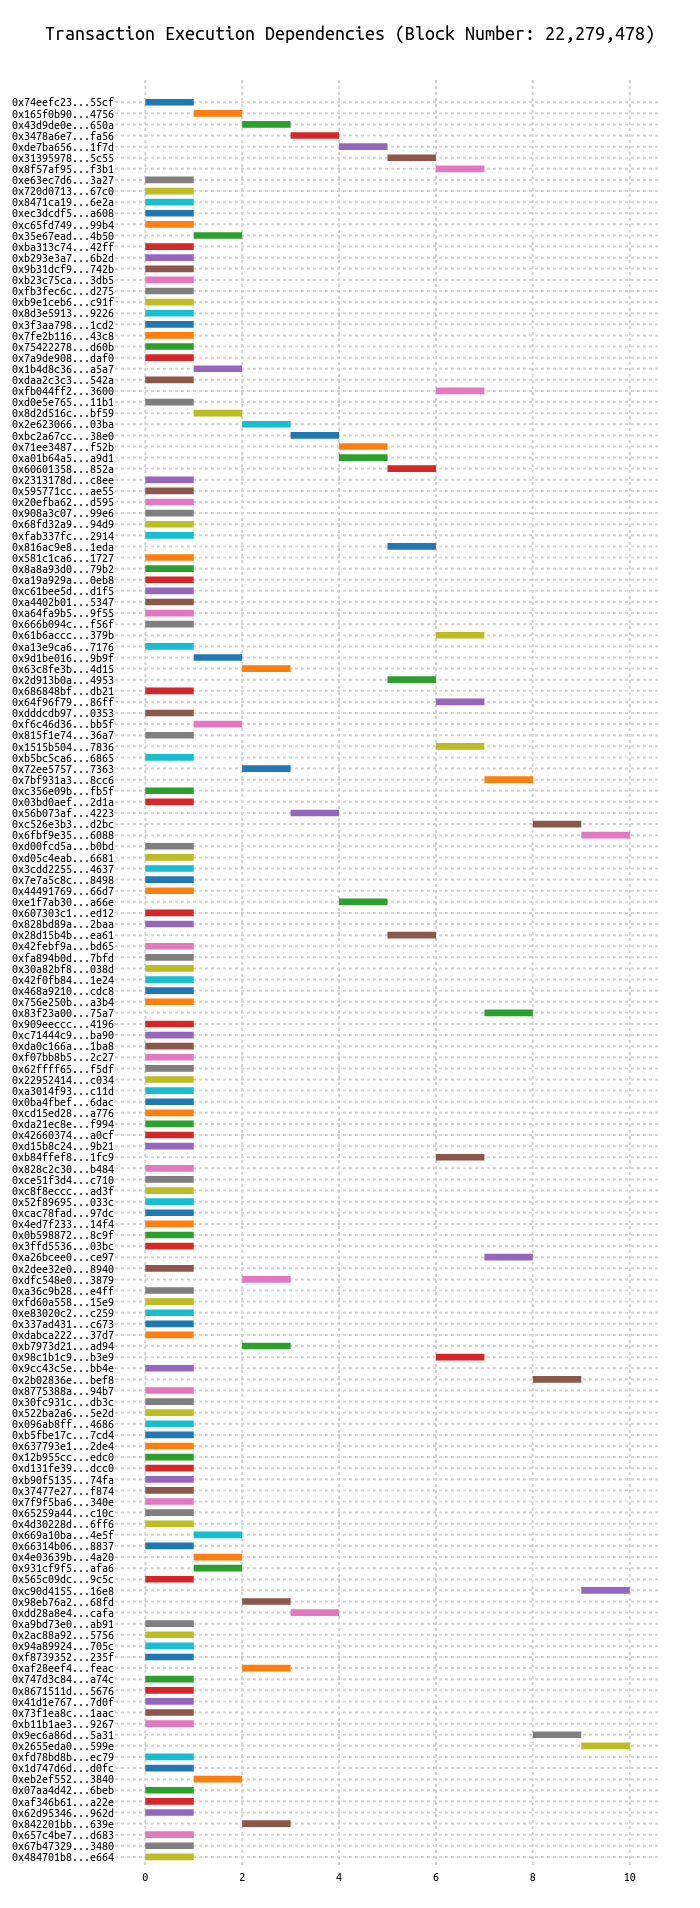 Transaction Execution Dependencies (Block Number: 22,279,478)
0x74eefc23...55cf
0x165f0b90...4756
0x43d9de0e...650a
0x3478a6e7...fa56
0xde7ba656...1f7d
0x31395978...5c55
0x8f57af95...f3b1
0xe63ec7d6...3a27
0x720d0713...67c0
0x8471ca19...6e2a
0xec3dcdf5...a608
0xc65fd749...99b4
0x35e67ead...4b50
0xba313c74...42ff
0xb293e3a7...6b2d
0x9b31dcf9...742b
0xb23c75ca...3db5
0xfb3fec6c...d275
0xb9e1ceb6...c91f
0x8d3e5913...9226
0x3f3aa798...1cd2
0x7fe2b116...43c8
0x75422278...d60b
0x7a9de908...daf0
0x1b4d8c36...a5a7
0xdaa2c3c3...542a
0xfb044ff2...3600
0xd0e5e765...11b1
0x8d2d516c...bf59
0x2e623066...03ba
0xbc2a67cc...38e0
0x71ee3487...f52b
0xa01b64a5...a9d1
0x60601358...852a
0x2313178d...c8ee
0x595771cc...ae55
0x20efba62...d595
0x908a3c07...99e6
0x68fd32a9...94d9
0xfab337fc...2914
0x816ac9e8...1eda
0x581c1ca6...1727
0x8a8a93d0...79b2
0xa19a929a...0eb8
0xc61bee5d...d1f5
0xa4402b01...5347
0xa64fa9b5...9f55
0x666b094c...f56f
0x61b6accc...379b
0xa13e9ca6...7176
0x9d1be016...9b9f
0x63c8fe3b...4d15
0x2d913b0a...4953
0x686848bf...db21
0x64f96f79...86ff
0xdddcdb97...0353
0xf6c46d36...bb5f
0x815f1e74...36a7
0x1515b504...7836
0xb5bc5ca6...6865
0x72ee5757...7363
0x7bf931a3...8cc6
0xc356e09b...fb5f
0x03bd0aef...2d1a
0x56b073af...4223
0xc526e3b3...d2bc
0x6fbf9e35...6088
0xd00fcd5a...b0bd
0xd05c4eab...6681
0x3cdd2255...4637
0x7e7a5c8c...8498
0x44491769...66d7
0xe1f7ab30...a66e
0x607303c1...ed12
0x828bd89a...2baa
0x28d15b4b...ea61
0x42febf9a...bd65
0xfa894b0d...7bfd
0x30a82bf8...038d
0x42f0fb84...1e24
0x468a9210...cdc8
0x756e250b...a3b4
0x83f23a00...75a7
0x909eeccc...4196
0xc71444c9...ba90
0xda0c166a...1ba8
0xf07bb8b5...2c27
0x62ffff65...f5df
0x22952414...c034
0xa3014f93...c11d
0x0ba4fbef...6dac
0xcd15ed28...a776
0xda21ec8e...f994
0x42660374...a0cf
0xd15b8c24...9b21
0xb84ffef8...1fc9
0x828c2c30...b484
0xce51f3d4...c710
0xc8f8eccc...ad3f
0x52f89695...033c
0xcac78fad...97dc
0x4ed7f233...14f4
0x0b598872...8c9f
0x3ffd5536...03bc
0xa26bcee0...ce97
0x2dee32e0...8940
0xdfc548e0...3879
0xa36c9b28...e4ff
0xfd60a558...15e9
0xe83020c2...c259
0x337ad431...c673
0xdabca222...37d7
0xb7973d21...ad94
0x98c1b1c9...b3e9
0x9cc43c5e...bb4e
0x2b02836e...bef8
0x8775388a...94b7
0x30fc931c...db3c
0x522ba2a6...5e2d
0x096ab8ff...4686
0xb5fbe17c...7cd4
0x637793e1...2de4
0x12b955cc...edc0
0xd131fe39...dcc0
0xb90f5135...74fa
0x37477e27...f874
0x7f9f5ba6...340e
0x65259a44...c10c
0x4d30228d...6ff6
0x669a10ba...4e5f
0x66314b06...8837
0x4e03639b...4a20
0x931cf9f5...afa6
0x565c09dc...9c5c
0xc90d4155...16e8
0x98eb76a2...68fd
0xdd28a8e4...cafa
0xa9bd73e0...ab91
0x2ac88a92...5756
0x94a89924...705c
0xf8739352...235f
0xaf28eef4...feac
0x747d3c84...a74c
0x8671511d...5676
0x41d1e767...7d0f
0x73f1ea8c...1aac
0xb11b1ae3...9267
0x9ec6a86d...5a31
0x2655eda0...599e
0xfd78bd8b...ec79
0x1d747d6d...d0fc
0xeb2ef552...3840
0x07aa4d42...6beb
0xaf346b61...a22e
0x62d95346...962d
0x842201bb...639e
0x657c4be7...d683
0x67b47329...3480
0x484701b8...e664
0 2 4 6 8 10